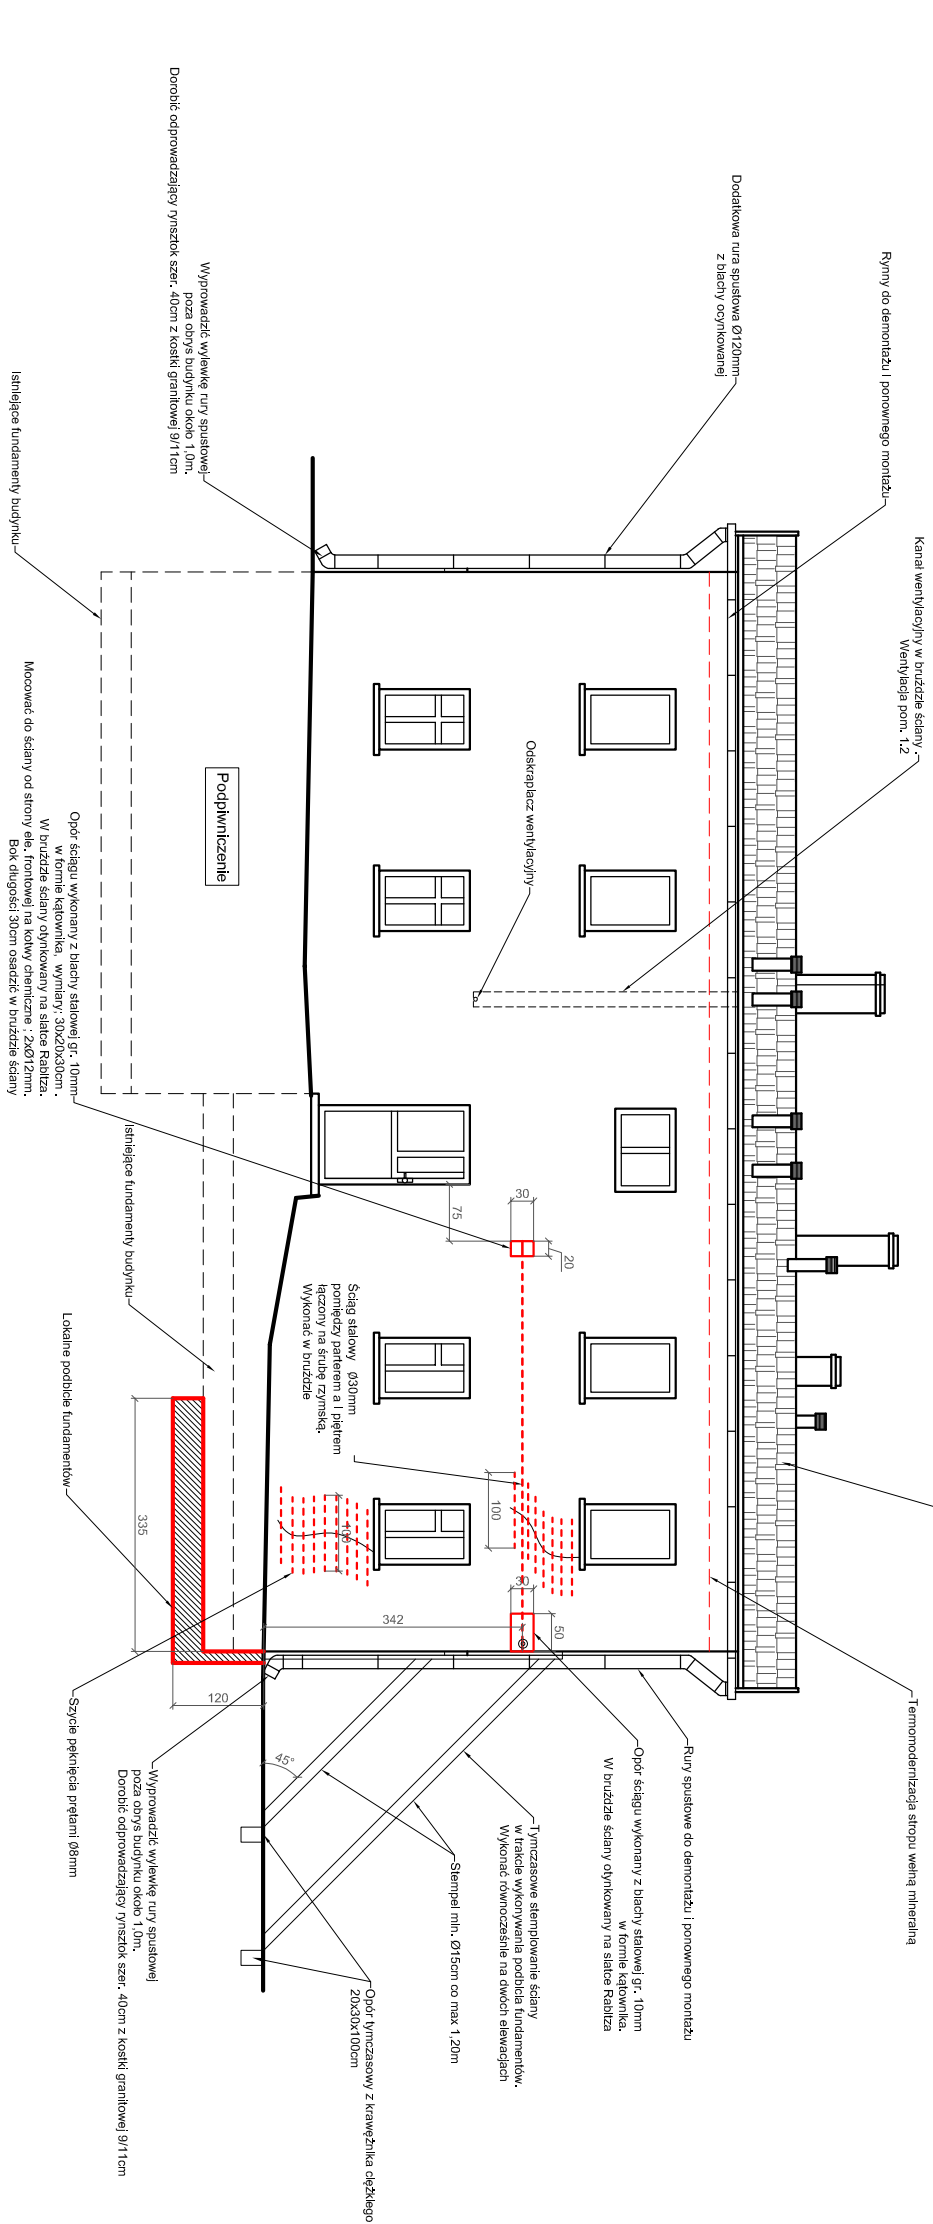 Termomodernizacja stropu wełną mineralną
Kanał wentylacyjny w bruździe ściany .
Wentylacja pom. 1.2
Rynny do demontażu i ponownego montażu
Dodatkowa rura spustowa Ø120mm
z blachy ocynkowanej
Rury spustowe do demontażu i ponownego montażu
Opór ściągu wykonany z blachy stalowej gr. 10mm
w formie kątownika.
W bruździe ściany otynkowany na siatce Rabitza
Odskraplacz wentylacyjny
Tymczasowe stemplowanie ściany
w trakcie wykonywania podbicia fundamentów.
Wykonać równocześnie na dwóch elewacjach
Stempel min. Ø15cm co max 1,20m
Opór tymczasowy z krawężnika ciężkiego
20x30x100cm
Ściąg stalowy Ø30mm
pomiędzy parterem a I piętrem
łączony na śrubę rzymską.
Wykonać w bruździe
30
20
75
100
30
50
342
100
45°
120
335
Podpiwniczenie
Wyprowadzić wylewkę rury spustowej
poza obrys budynku około 1,0m.
Dorobić odprowadzający rynsztok szer. 40cm z kostki granitowej 9/11cm
Wyprowadzić wylewkę rury spustowej
poza obrys budynku około 1,0m.
Dorobić odprowadzający rynsztok szer. 40cm z kostki granitowej 9/11cm
Istniejące fundamenty budynku
Istniejące fundamenty budynku
Lokalne podbicie fundamentów
Szycie pęknięcia prętami Ø8mm
Opór ściągu wykonany z blachy stalowej gr. 10mm
w formie kątownika, wymiary; 30x20x30cm .
W bruździe ściany otynkowany na siatce Rabitza.
Mocować do ściany od strony ele. frontowej na kotwy chemiczne ; 2xØ12mm.
Bok długości 30cm osadzić w bruździe ściany